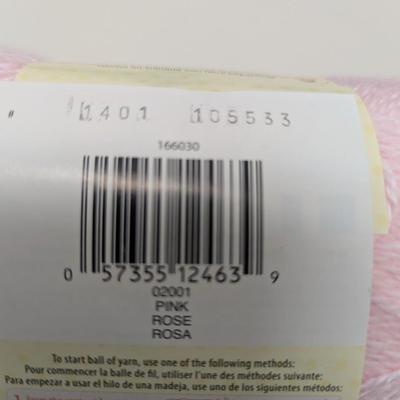 " 1401 105533
166030
0 57355 12463 9
02001
PINK
ROSE
ROSA
To start ball of yarn, use one of the following methods:
Pour commencer la balle de fil, utiliser l'une des méthodes suivante:
Para empezar a usar el hilo de una madeja, use uno de los siguientes métodos: